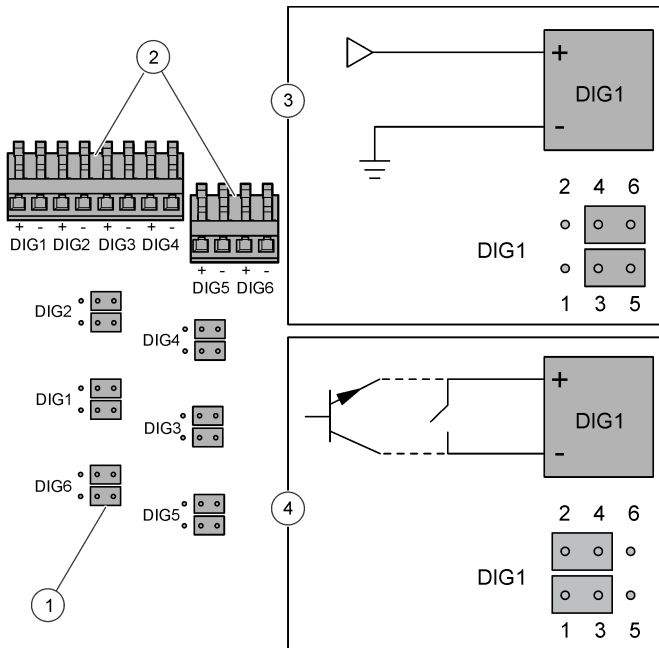 2
+ - + - + - + -
DIG1 DIG2 DIG3 DIG4
+ - + -
DIG5 DIG6
DIG2
DIG4
DIG1
DIG3
DIG6
DIG5
1
3
+
DIG1
-
2 4 6
DIG1
1 3 5
4
+
DIG1
-
2 4 6
DIG1
1 3 5